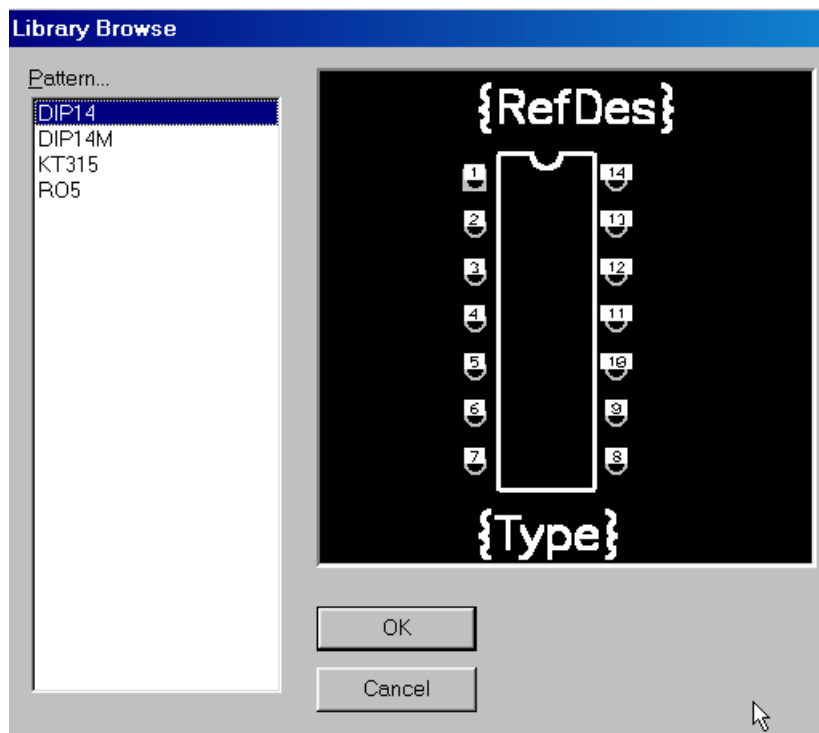 Library Browse
Pattern...
DIP14
DIP14M
KT315
RO5
{RefDes}
1 14
2 13
3 12
4 11
5 10
6 9
7 8
{Type}
OK
Cancel